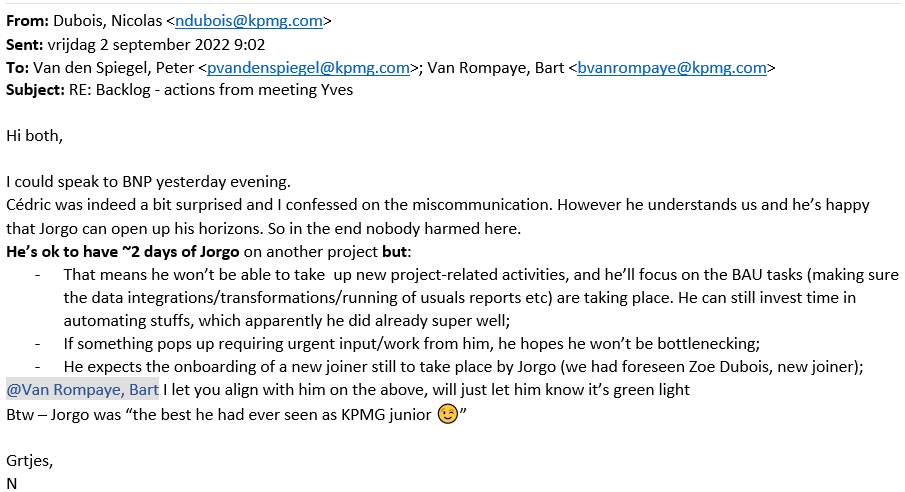 From: Dubois, Nicolas <ndubois@kpmg.com>
Sent: vrijdag 2 september 2022 9:02
To: Van den Spiegel, Peter <pvandenspiegel@kpmg.com>; Van Rompaye, Bart <bvanrompaye@kpmg.com>
Subject: RE: Backlog - actions from meeting Yves
Hi both,
I could speak to BNP yesterday evening.
Cédric was indeed a bit surprised and I confessed on the miscommunication. However he understands us and he’s happy
that Jorgo can open up his horizons. So in the end nobody harmed here.
He’s ok to have ~2 days of Jorgo on another project but:
- That means he won’t be able to take  up new project-related activities, and he’ll focus on the BAU tasks (making sure
the data integrations/transformations/running of usuals reports etc) are taking place. He can still invest time in
automating stuffs, which apparently he did already super well;
- If something pops up requiring urgent input/work from him, he hopes he won’t be bottlenecking;
- He expects the onboarding of a new joiner still to take place by Jorgo (we had foreseen Zoe Dubois, new joiner);
@Van Rompaye, Bart I let you align with him on the above, will just let him know it’s green light
Btw – Jorgo was “the best he had ever seen as KPMG junior 😉”
Grtjes,
N